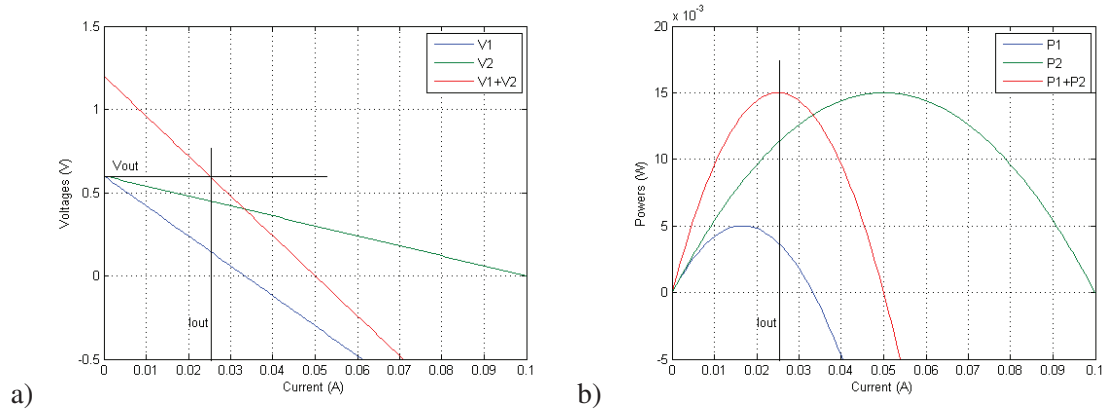 1.5
1
0.5
0
-0.5
Voltages (V)
V1
V2
V1+V2
Vout
Iout
0 0.01 0.02 0.03 0.04 0.05 0.06 0.07 0.08 0.09 0.1
Current (A)
a)
x 10-3
20
15
10
5
0
-5
Powers (W)
P1
P2
P1+P2
Iout
0 0.01 0.02 0.03 0.04 0.05 0.06 0.07 0.08 0.09 0.1
Current (A)
b)